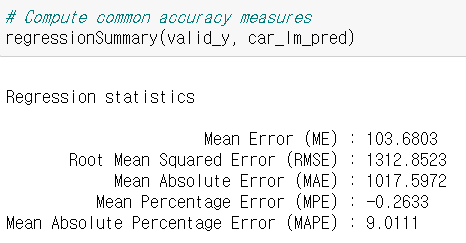 # Compute common accuracy measures
regressionSummary(valid_y, car_lm_pred)
Regression statistics
Mean Error (ME) : 103.6803
Root Mean Squared Error (RMSE) : 1312.8523
Mean Absolute Error (MAE) : 1017.5972
Mean Percentage Error (MPE) : -0.2633
Mean Absolute Percentage Error (MAPE) : 9.0111